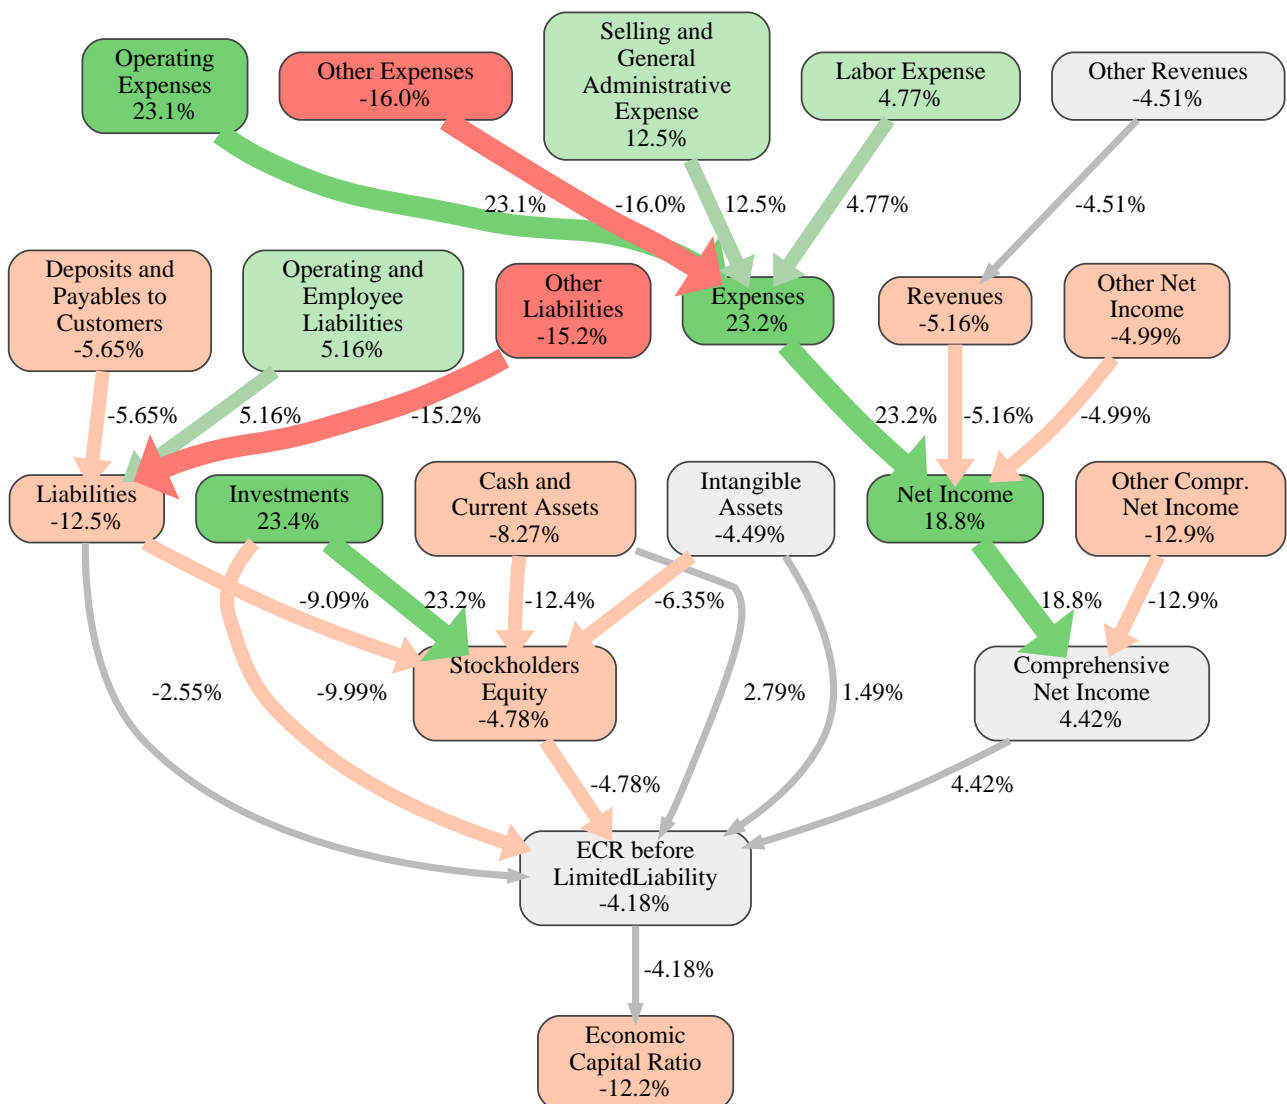 Operating
Expenses
23.1%
Other Expenses
-16.0%
Selling and
General
Administrative
Expense
12.5%
Labor Expense
4.77%
Other Revenues
-4.51%
23.1%
-16.0%
12.5%
4.77%
-4.51%
Deposits and
Payables to
Customers
-5.65%
Operating and
Employee
Liabilities
5.16%
Other
Liabilities
-15.2%
Expenses
23.2%
Revenues
-5.16%
Other Net
Income
-4.99%
-5.65%
5.16%
-15.2%
23.2%
-5.16%
-4.99%
Liabilities
-12.5%
Investments
23.4%
Cash and
Current Assets
-8.27%
Intangible
Assets
-4.49%
Net Income
18.8%
Other Compr.
Net Income
-12.9%
-9.09%
23.2%
-12.4%
-6.35%
18.8%
-12.9%
-2.55%
-9.99%
Stockholders
Equity
-4.78%
2.79%
1.49%
Comprehensive
Net Income
4.42%
-4.78%
4.42%
ECR before
LimitedLiability
-4.18%
-4.18%
Economic
Capital Ratio
-12.2%